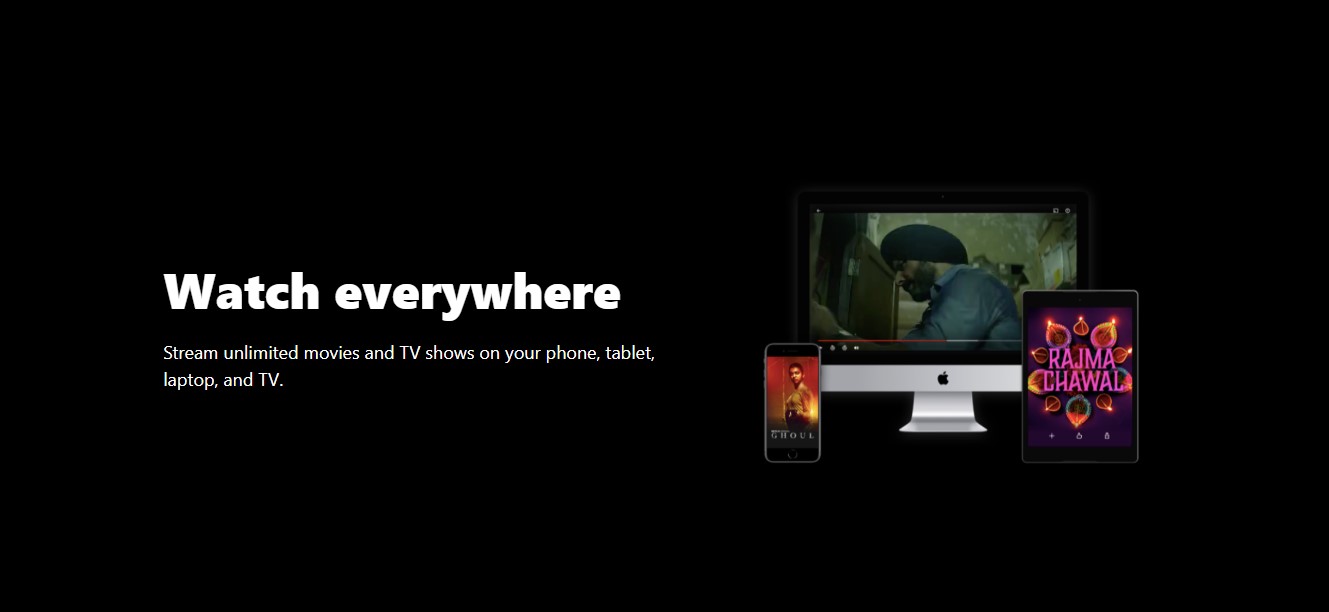 Watch everywhere
Stream unlimited movies and TV shows on your phone, tablet,
laptop, and TV.
GHOUL
RAJMA
CHAWAL